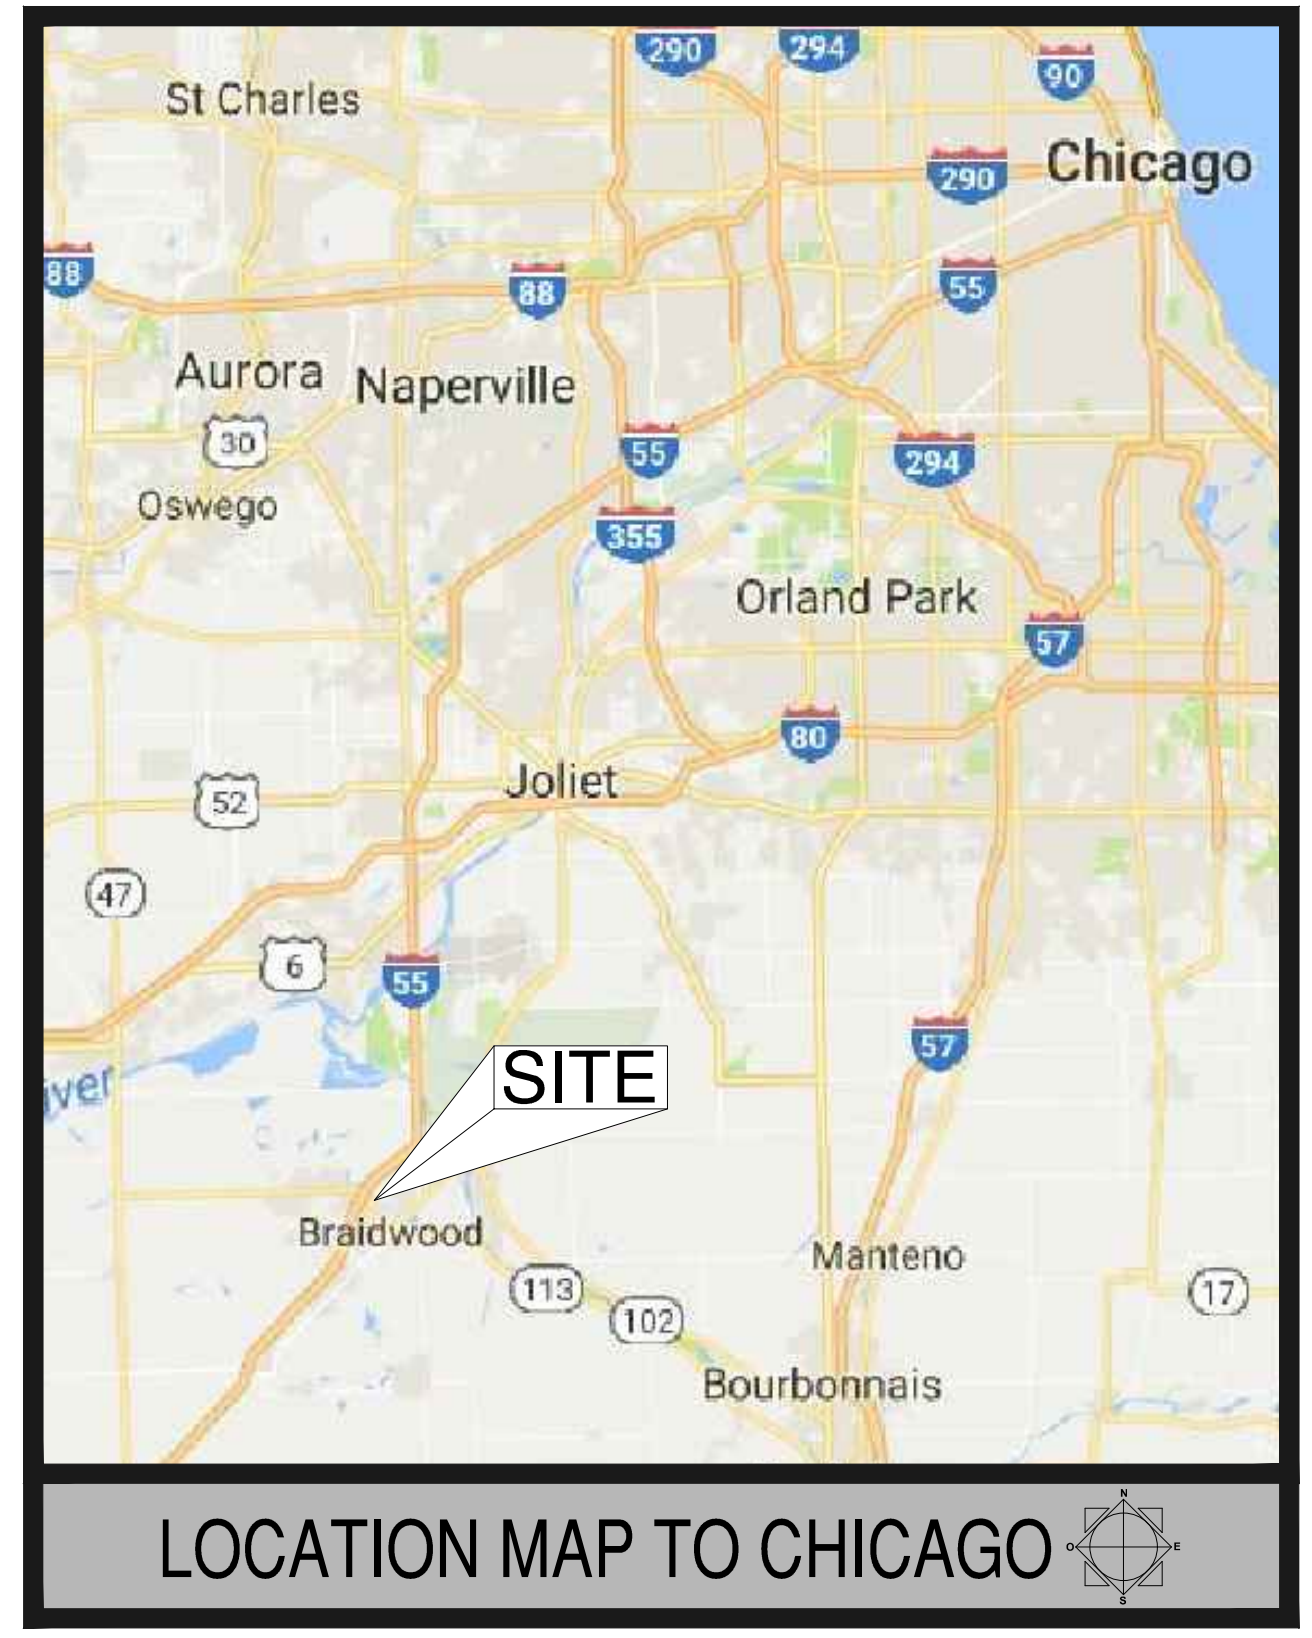 290
294
90
St Charles
Chicago
290
88
88
55
Aurora
Naperville
30
55
294
Oswego
355
Orland Park
57
80
Joliet
52
47
6
55
57
SITE
iver
Braidwood
Manteno
113
17
102
Bourbonnais
LOCATION MAP TO CHICAGO
N
O
E
S